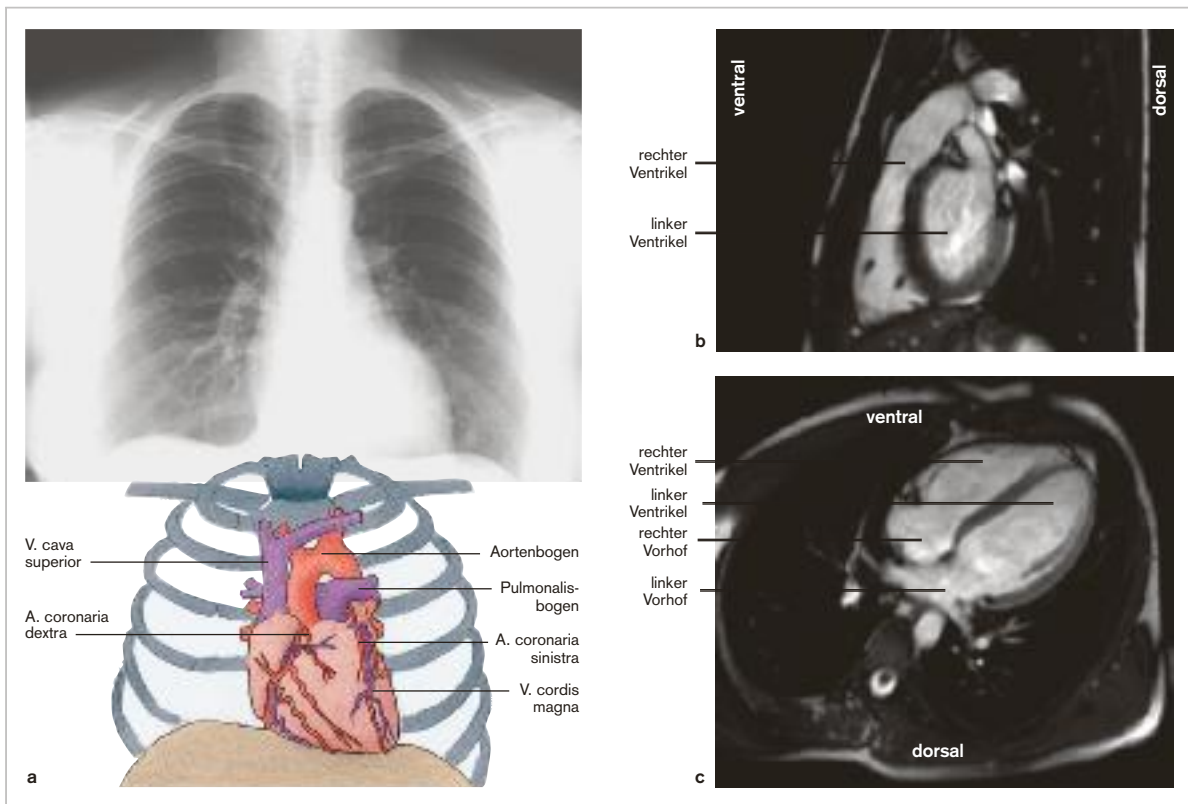 V. cava
superior
A. coronaria
dextra
Aortenbogen
Pulmonalis-
bogen
A. coronaria
sinistra
V. cordis
magna
a
ventral
dorsal
rechter
Ventrikel
linker
Ventrikel
b
ventral
rechter
Ventrikel
linker
Ventrikel
rechter
Vorhof
linker
Vorhof
dorsal
c